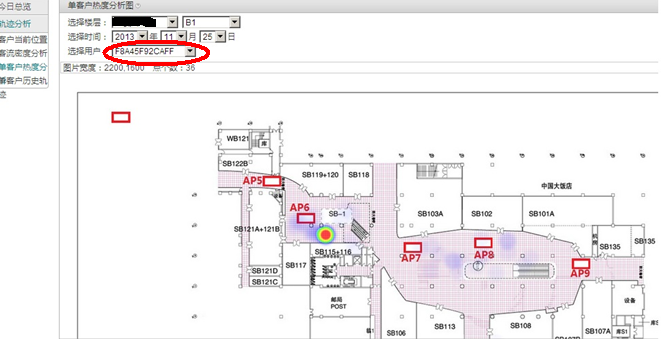 今日总览
轨迹分析
客户当前位置
客流密度分析
单客户热度分
单客户历史轨
迹
单客户热度分析图
选择楼层：
B1
选择时间： 2013 年 11 月 25 日
选择用户： F8A45F92CAFF
图片宽度：2200,1600 点个数：36
WB121
库
SB122B
SB119+120
SB118
AP5
中国大饭店
AP6
SB-1
SB103A
SB102
SB101A
SB121A+121B
机房
SB135
SB135
SB117
SB115+116
AP7
AP8
AP9
SB121D
SB121C
邮局
POST
设备
SB106
SB113
SB108
SB107A
库S1